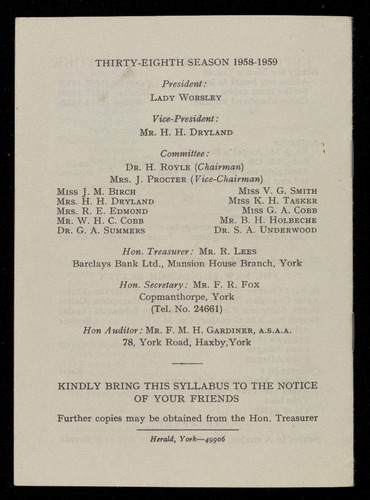 THIRTY-EIGHTH SEASON 1958-1959
President:
LADY WORSLEY
Vice-President:
MR. H. H. DRYLAND
Committee:
DR. H. ROYLE (Chairman)
MRS. J. PROCTER (Vice-Chairman)
MISS J. M. BIRCH MISS V. G. SMITH
MRS. H. H. DRYLAND MISS K. H. TASKER
MRS. R. E. EDMOND MISS G. A. COBB
MR. W. H. C. COBB MR. B. H. HOLBECHE
DR. G. A. SUMMERS DR. S. A. UNDERWOOD
Hon. Treasurer: MR. R. LEES
Barclays Bank Ltd., Mansion House Branch, York
Hon. Secretary: MR. F. R. FOX
Copmanthorpe, York
(Tel. No. 24661)
Hon Auditor: MR. F. M. H. GARDINER, A.S.A.A.
78, York Road, Haxby,York
KINDLY BRING THIS SYLLABUS TO THE NOTICE
OF YOUR FRIENDS
Further copies may be obtained from the Hon. Treasurer
Herald, York—49906